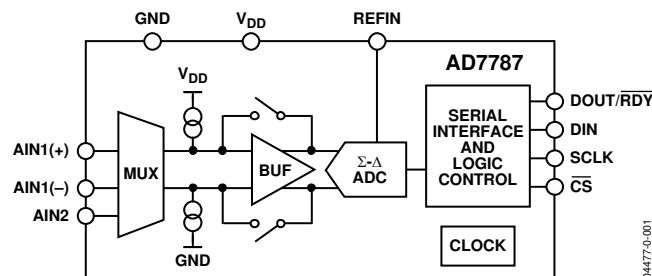 GND
VDD
REFIN
AD7787
VDD
AIN1(+)
AIN1(–)
AIN2
MUX
BUF
Σ-Δ
ADC
SERIAL
INTERFACE
AND
LOGIC
CONTROL
DOUT/RDY
DIN
SCLK
CS
GND
CLOCK
04477-0-001